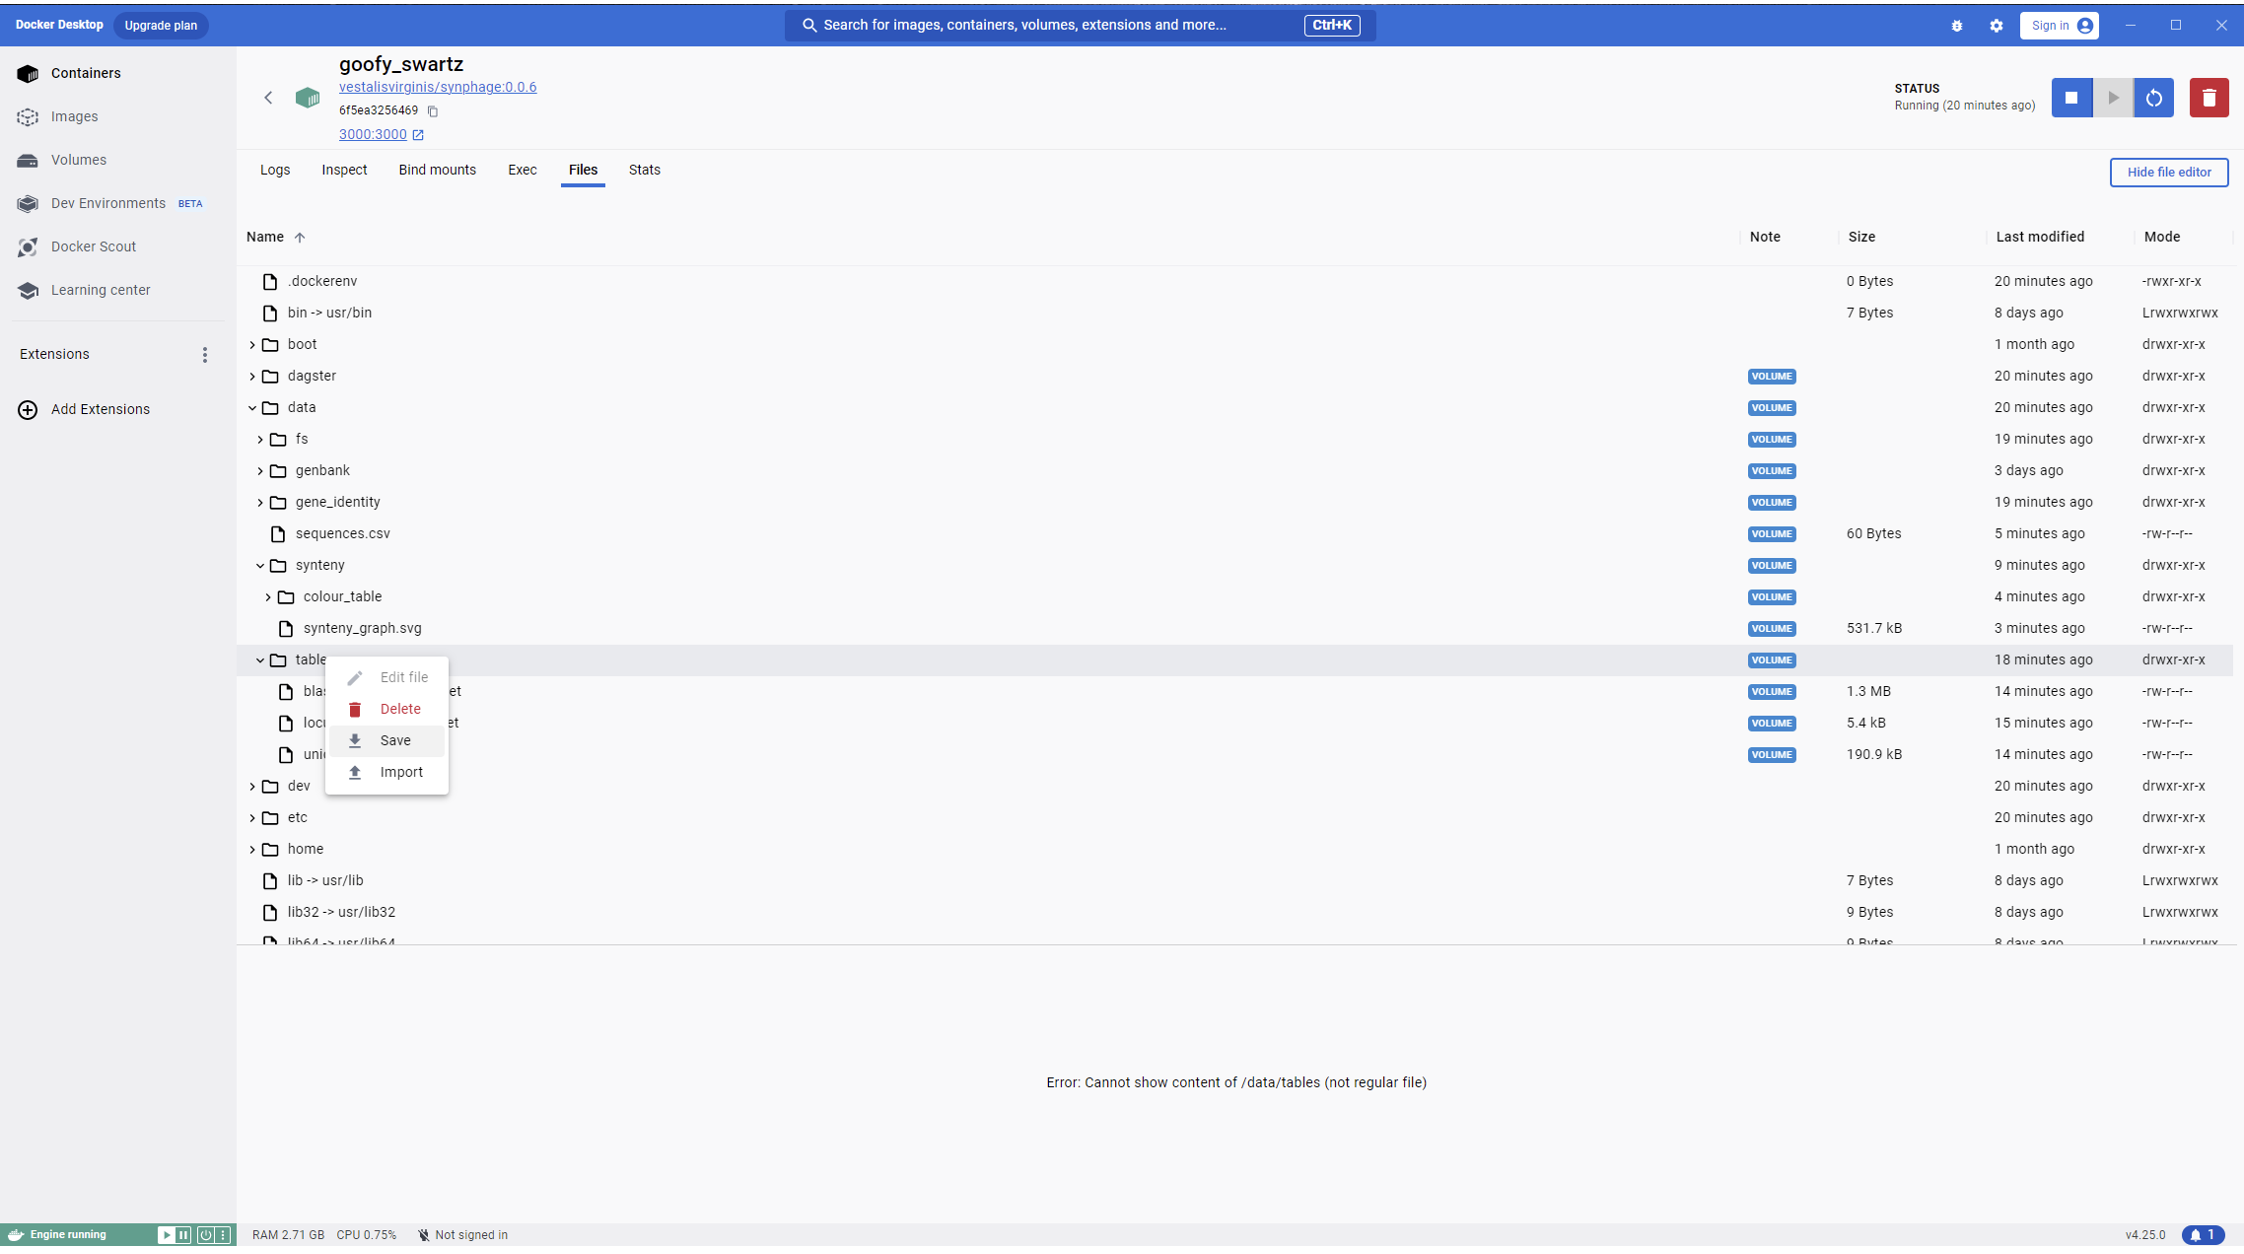 Docker Desktop Upgrade plan Search for images, containers, volumes, extensions and more... Ctrl+K Sign in
Containers
Images
Volumes
Dev Environments BETA
Docker Scout
Learning center
Extensions
Add Extensions
goofy_swartz
vestalisvirginis/synphage:0.0.6
6f5ea3256469
3000:3000
STATUS
Running (20 minutes ago)
Logs Inspect Bind mounts Exec Files Stats Hide file editor
Name Note Size Last modified Mode
.dockerenv 0 Bytes 20 minutes ago -rwxr-xr-x
bin -> usr/bin 7 Bytes 8 days ago Lrwxrwxrwx
boot 1 month ago drwxr-xr-x
dagster VOLUME 20 minutes ago drwxr-xr-x
data VOLUME 20 minutes ago drwxr-xr-x
fs VOLUME 19 minutes ago drwxr-xr-x
genbank VOLUME 3 days ago drwxr-xr-x
gene_identity VOLUME 19 minutes ago drwxr-xr-x
sequences.csv VOLUME 60 Bytes 5 minutes ago -rw-r--r--
synteny VOLUME 9 minutes ago drwxr-xr-x
colour_table VOLUME 4 minutes ago drwxr-xr-x
synteny_graph.svg VOLUME 531.7 kB 3 minutes ago -rw-r--r--
table VOLUME 18 minutes ago drwxr-xr-x
blas et VOLUME 1.3 MB 14 minutes ago -rw-r--r--
locu et VOLUME 5.4 kB 15 minutes ago -rw-r--r--
uni VOLUME 190.9 kB 14 minutes ago -rw-r--r--
Edit file
Delete
Save
Import
dev 20 minutes ago drwxr-xr-x
etc 20 minutes ago drwxr-xr-x
home 1 month ago drwxr-xr-x
lib -> usr/lib 7 Bytes 8 days ago Lrwxrwxrwx
lib32 -> usr/lib32 9 Bytes 8 days ago Lrwxrwxrwx
lib64 -> usr/lib64 9 Bytes 8 days ago Lrwxrwxrwx
Error: Cannot show content of /data/tables (not regular file)
Engine running RAM 2.71 GB CPU 0.75% Not signed in v4.25.0 1